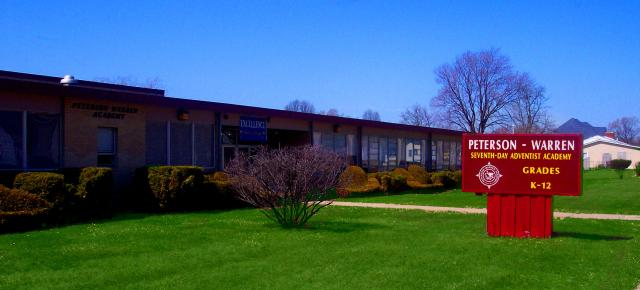 PETERSON WARREN
ACADEMY
EXCELLENCE
PETERSON - WARREN
SEVENTH-DAY ADVENTIST ACADEMY
GRADES
K-12